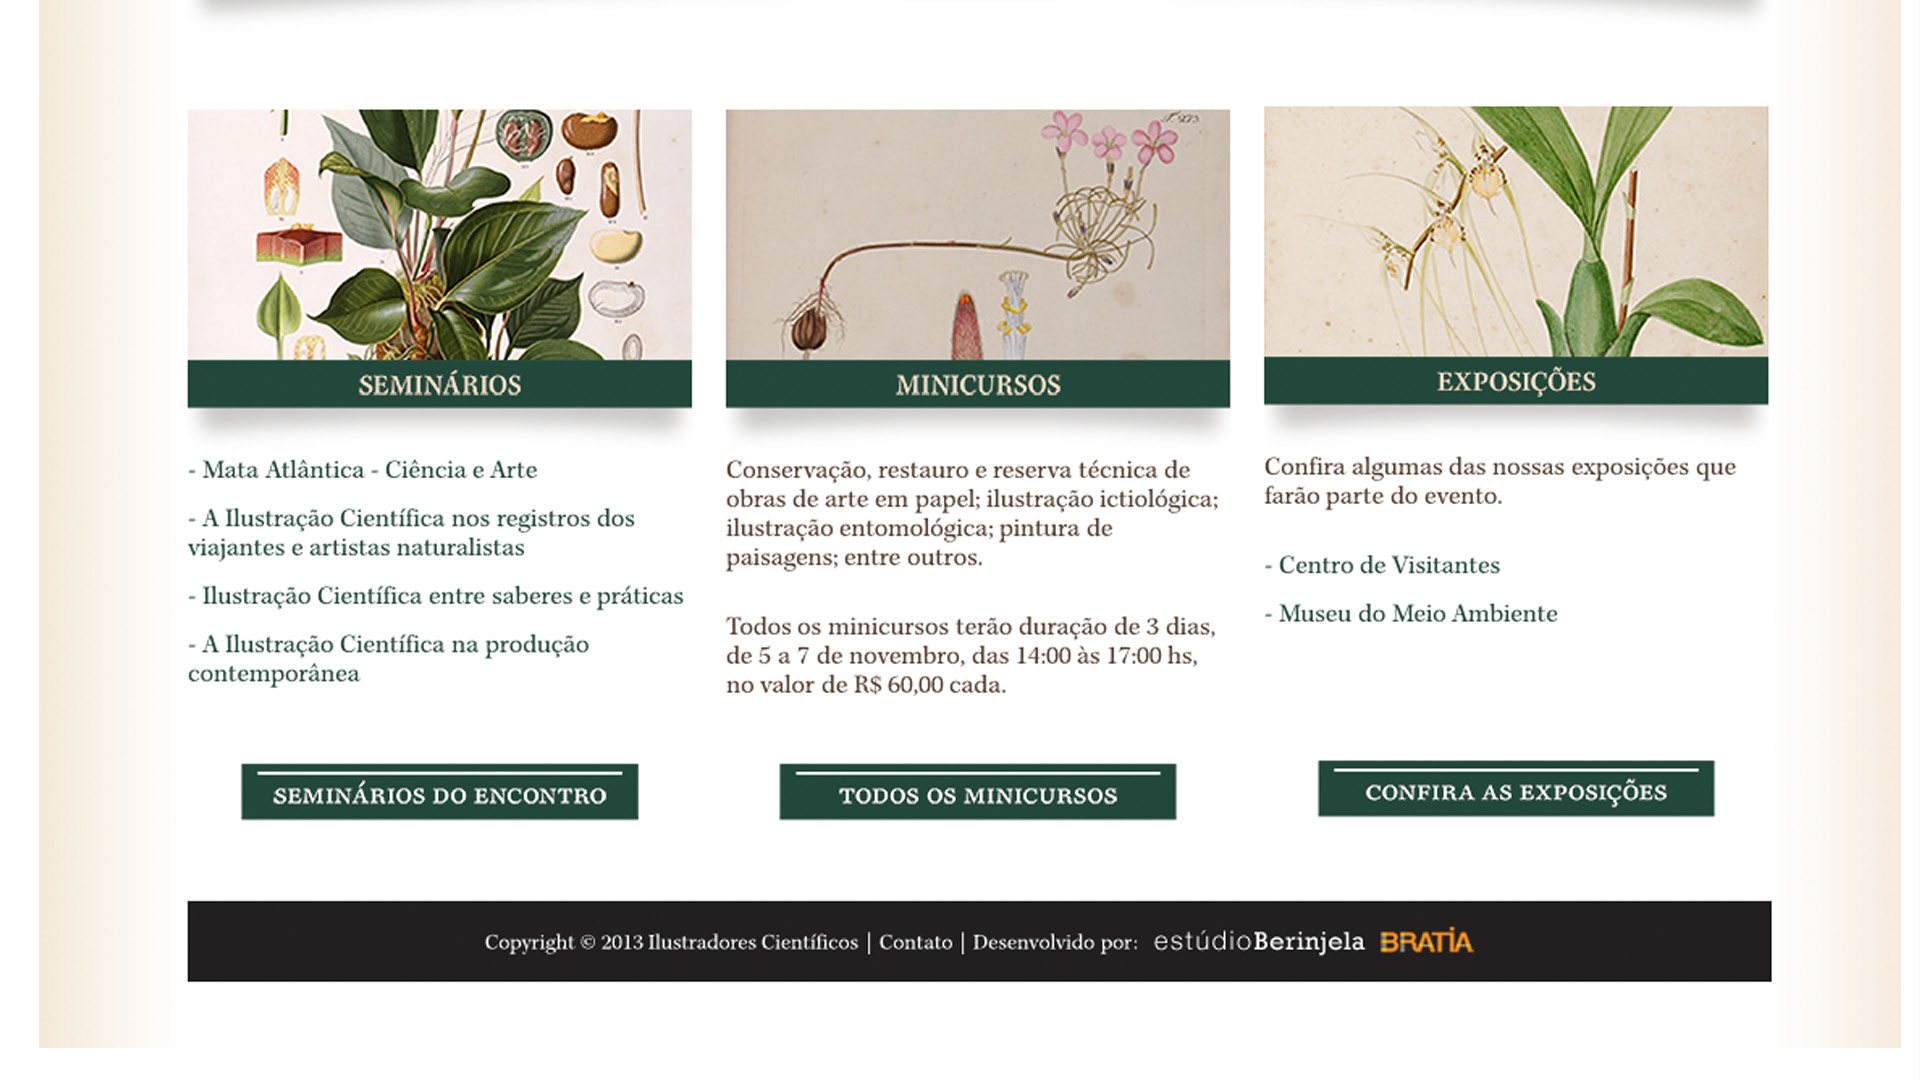 T. 273.
SEMINÁRIOS
- Mata Atlântica - Ciência e Arte
- A Ilustração Científica nos registros dos
viajantes e artistas naturalistas
- Ilustração Científica entre saberes e práticas
- A Ilustração Científica na produção
contemporânea
SEMINÁRIOS DO ENCONTRO
MINICURSOS
Conservação, restauro e reserva técnica de
obras de arte em papel; ilustração ictiológica;
ilustração entomológica; pintura de
paisagens; entre outros.
Todos os minicursos terão duração de 3 dias,
de 5 a 7 de novembro, das 14:00 às 17:00 hs,
no valor de R$ 60,00 cada.
TODOS OS MINICURSOS
EXPOSIÇÕES
Confira algumas das nossas exposições que
farão parte do evento.
- Centro de Visitantes
- Museu do Meio Ambiente
CONFIRA AS EXPOSIÇÕES
Copyright © 2013 Ilustradores Científicos | Contato | Desenvolvido por: estúdioBerinjela BRATIA